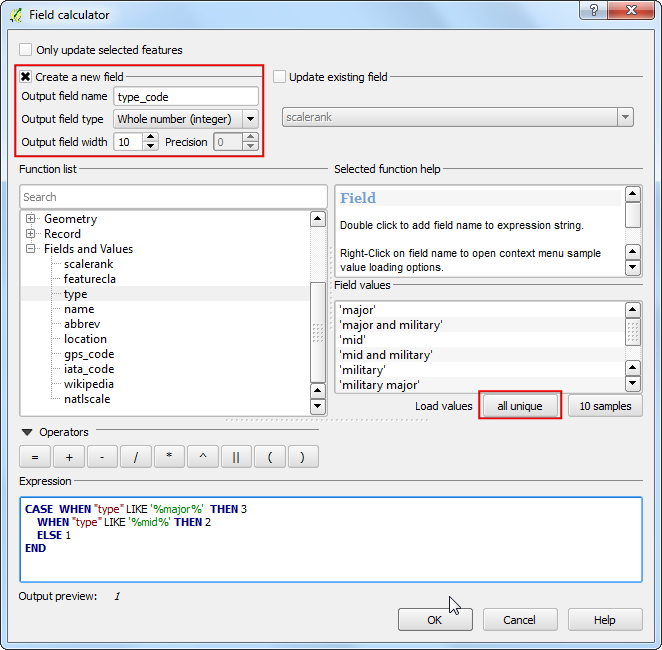 Field calculator
Only update selected features
Create a new field
Update existing field
Output field name type_code
Output field type Whole number (integer)
scalerank
Output field width 10 Precision 0
Function list
Selected function help
Search
Geometry
Record
Fields and Values
scalerank
featurecla
type
name
abbrev
location
gps_code
iata_code
wikipedia
natlscale
Field
Double click to add field name to expression string.
Right-Click on field name to open context menu sample
value loading options.
Field values
'major'
'major and military'
'mid'
'mid and military'
'military'
'military major'
Load values all unique 10 samples
Operators
= + - / * ^ || ( )
Expression
CASE WHEN "type" LIKE '%major%' THEN 3
WHEN "type" LIKE '%mid%' THEN 2
ELSE 1
END
Output preview: 1
OK Cancel Help